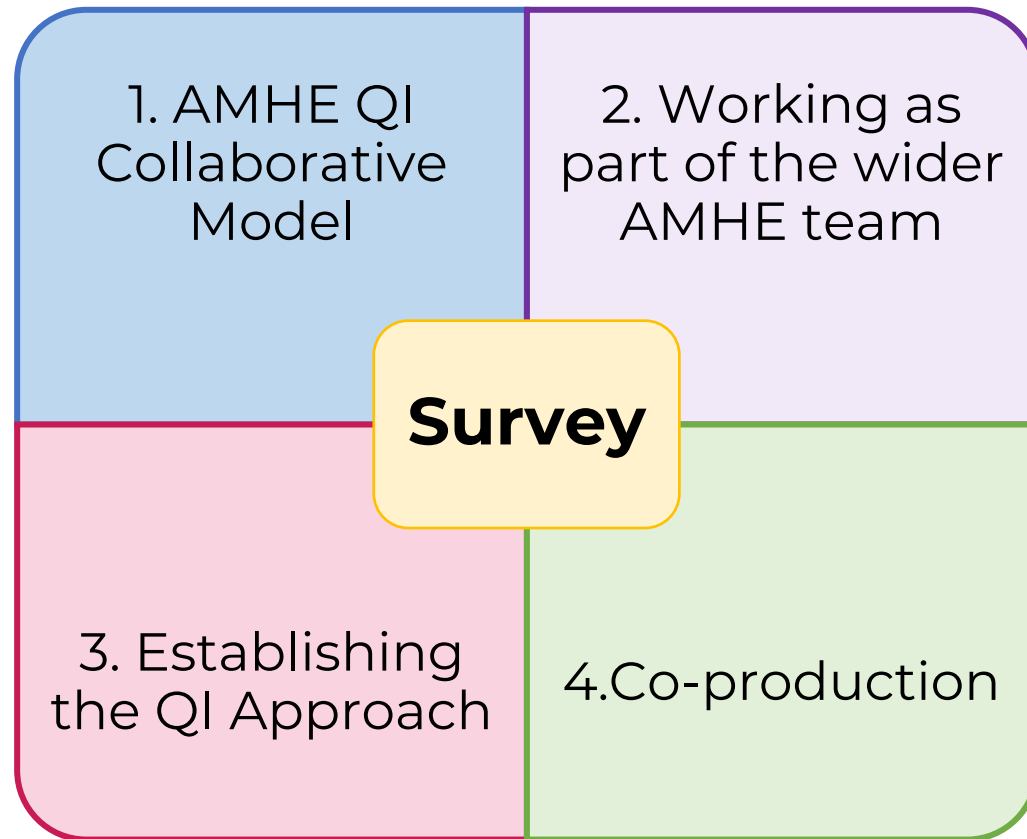 1. AMHE QI
Collaborative
Model
2. Working as
part of the wider
AMHE team
Survey
3. Establishing
the QI Approach
4.Co-production